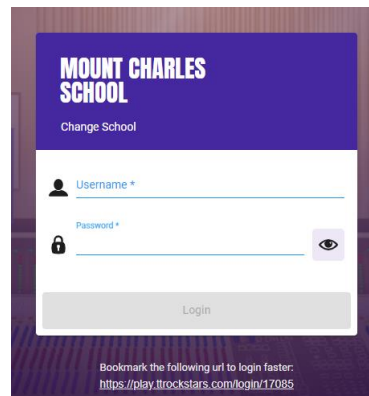 MOUNT CHARLES
SCHOOL
Change School
Username *
Password *
Login
Bookmark the following url to login faster:
https://play.ttrockstars.com/login/17085